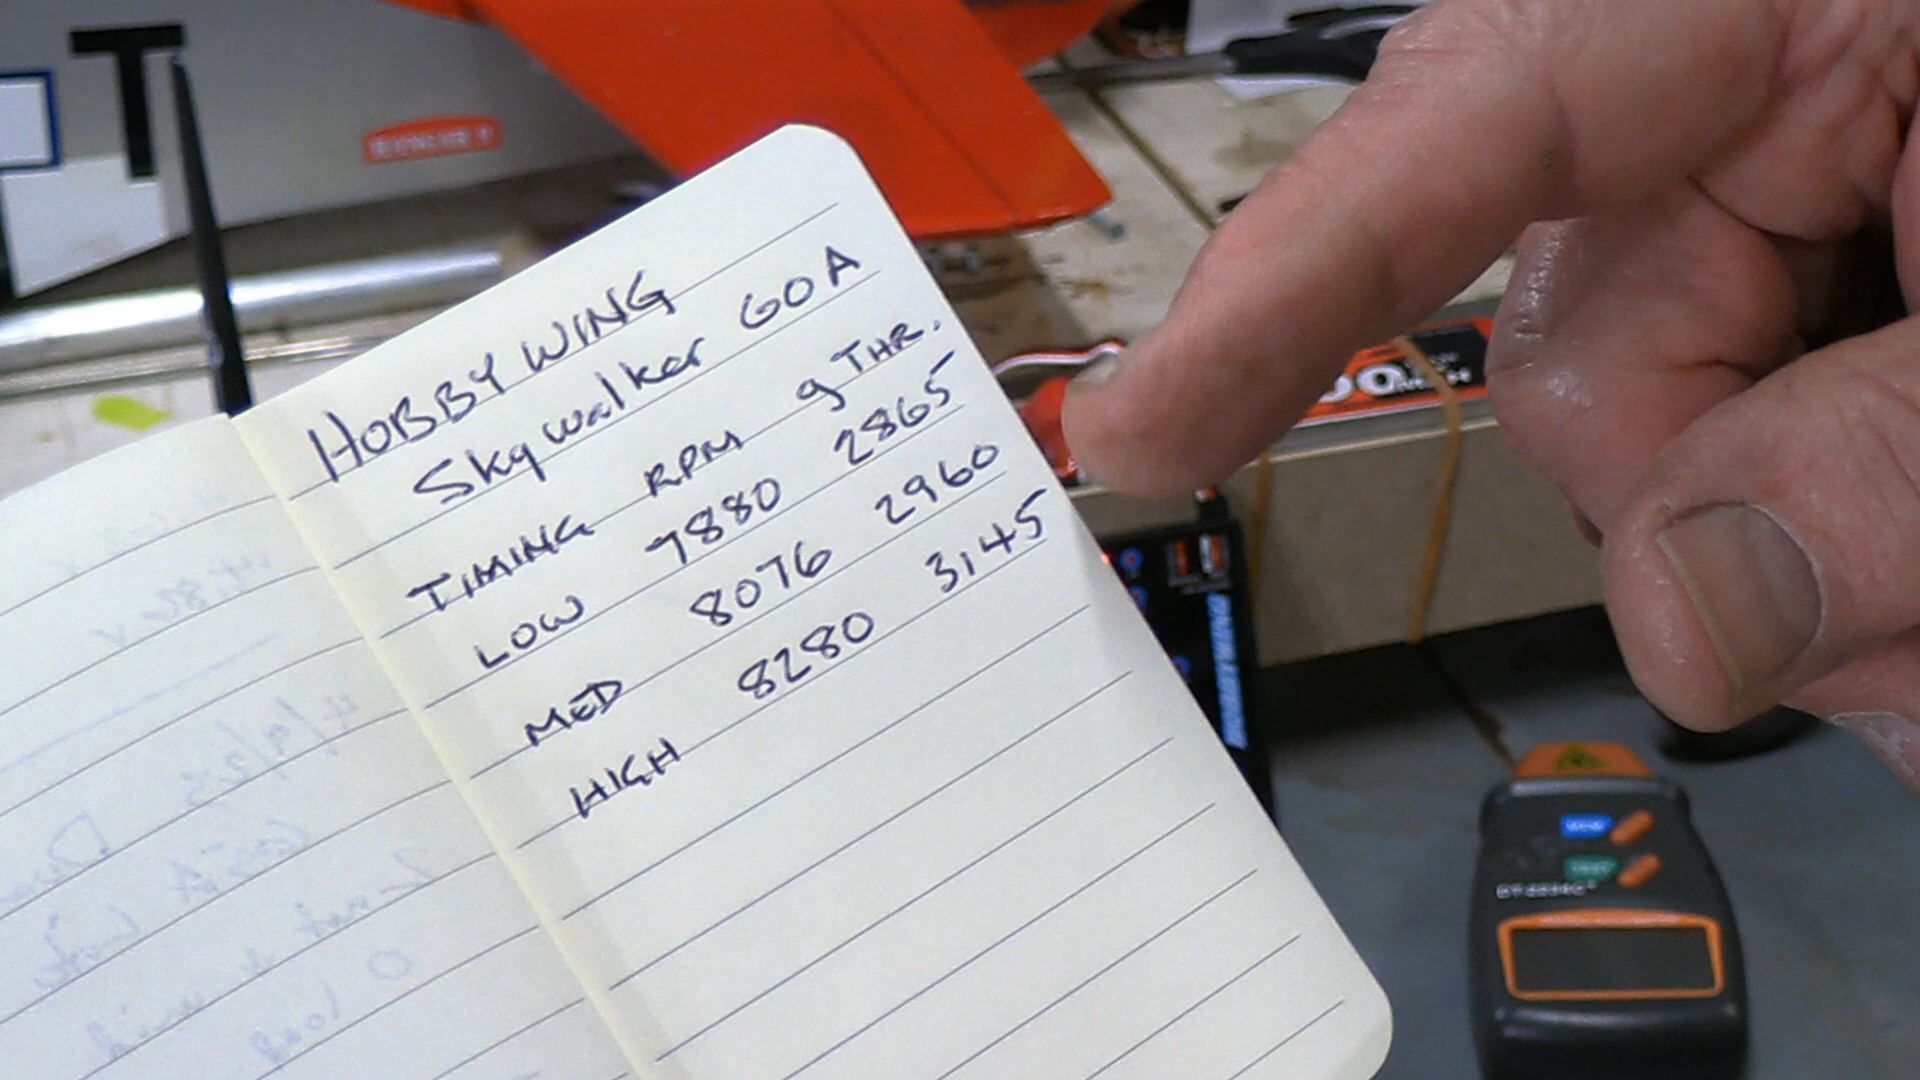 T
HOBBYWING
Skywalker 60A
TIMING RPM g THR.
LOW 7880 2865
MED 8076 2960
HIGH 8280 3145